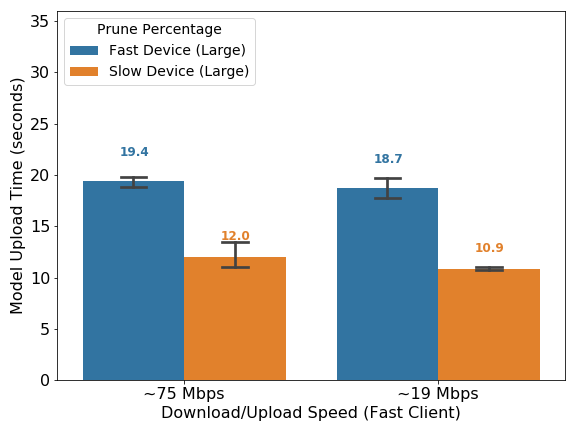 Prune Percentage
Fast Device (Large)
Slow Device (Large)
Model Upload Time (seconds)
35
30
25
20
15
10
5
0
19.4
12.0
18.7
10.9
~75 Mbps
~19 Mbps
Download/Upload Speed (Fast Client)